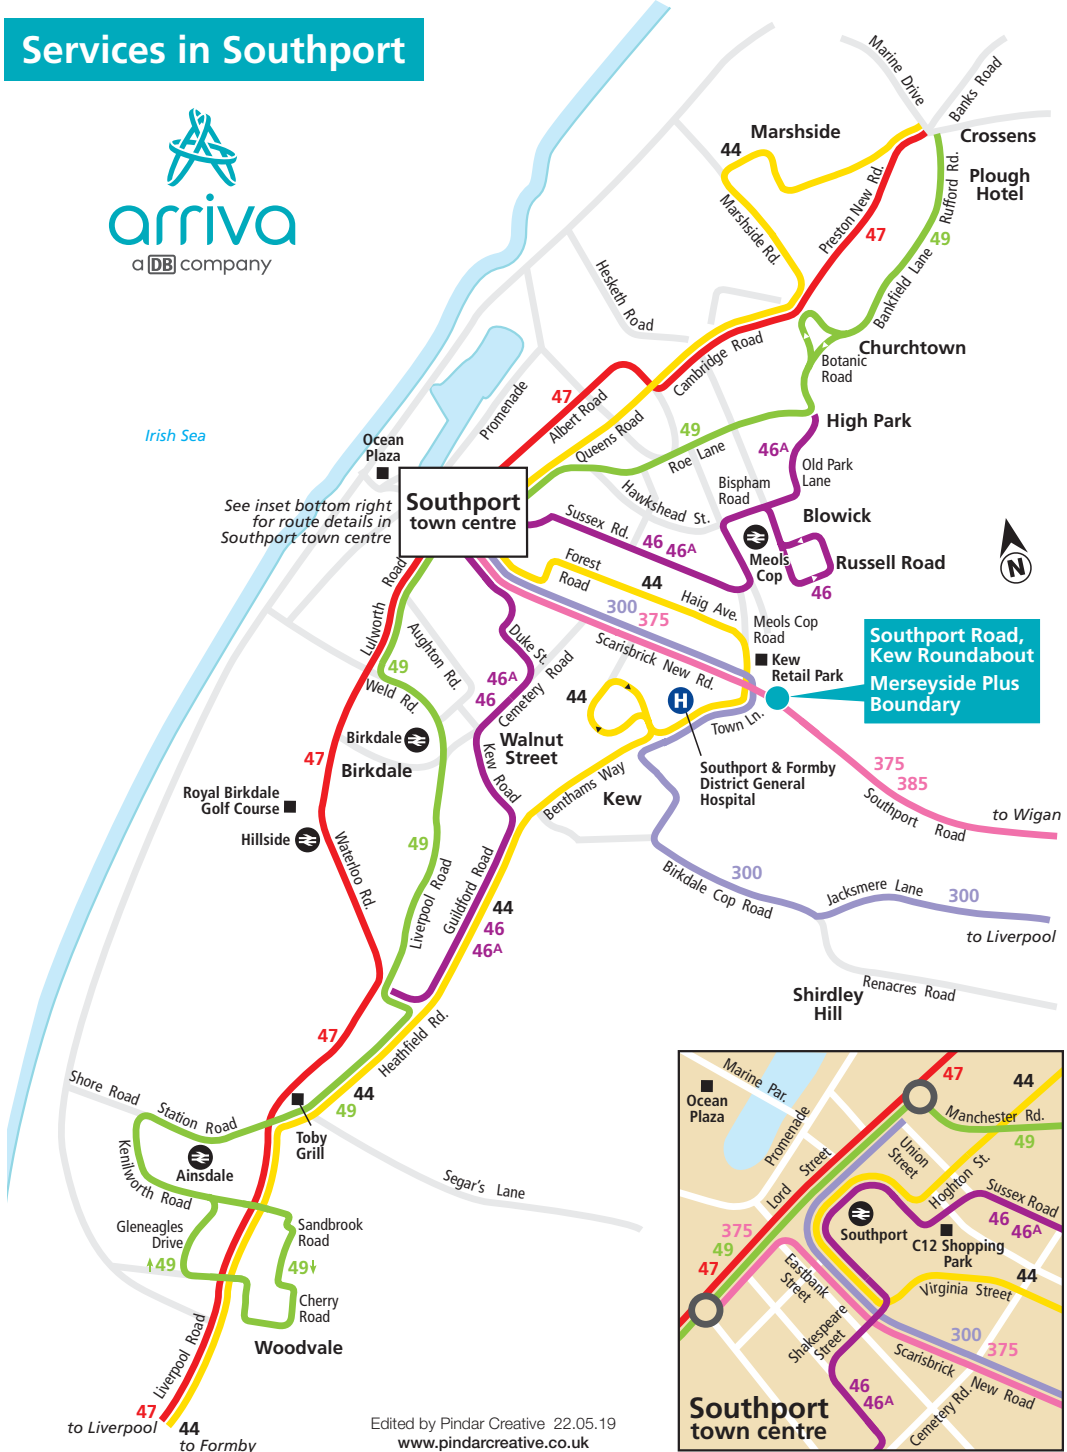 Services in Southport
arriva
a DB company
Marine Drive
Banks Road
Marshside
Crossens
44
Plough
Hotel
Rufford Rd.
Preston New Rd.
Marshside Rd.
47
49
Bankfield Lane
Hesketh Road
Churchtown
Cambridge Road
Botanic
Road
Promenade
47
Albert Road
Queens Road
High Park
49
Roe Lane
46A
Irish Sea
Ocean
Plaza
Old Park
Lane
Bispham
Road
Hawkshead St.
See inset bottom right
for route details in
Southport town centre
Southport
town centre
Sussex Rd.
46
46A
Blowick
Meols
Cop
Russell Road
46
N
Forest
Road
44
Haig Ave.
300
375
Meols Cop
Road
Scarisbrick New Rd.
Kew
Retail Park
Southport Road,
Kew Roundabout
Merseyside Plus
Boundary
Lulworth Road
Aughton Rd.
Duke St.
Cemetery Road
49
Weld Rd.
46A
46
44
H
Town Ln.
Birkdale
Birkdale
47
Walnut
Street
Kew Road
Benthams Way
Kew
Southport & Formby
District General
Hospital
375
385
Southport Road
to Wigan
Royal Birkdale
Golf Course
Hillside
Waterloo Rd.
49
Liverpool Road
Guildford Road
300
Birkdale Cop Road
Jacksmere Lane
300
to Liverpool
44
46
46A
Shirdley
Hill
Renacres Road
47
Heathfield Rd.
44
49
Shore Road
Station Road
Toby
Grill
Kenilworth Road
Ainsdale
Segar's Lane
Gleneagles
Drive
49
Sandbrook
Road
49
Cherry
Road
Woodvale
Liverpool Road
47
to Liverpool
44
to Formby
Edited by Pindar Creative 22.05.19
www.pindarcreative.co.uk
47
44
Marine Par.
Ocean
Plaza
Manchester Rd.
49
Promenade
Union
Street
Lord Street
Hoghton St.
Sussex Road
46
46A
Southport
C12 Shopping
Park
375
49
47
Eastbank
Street
44
Virginia Street
Shakespeare
Street
300
375
Scarisbrick New Road
46
46A
Cemetery Rd.
Southport
town centre